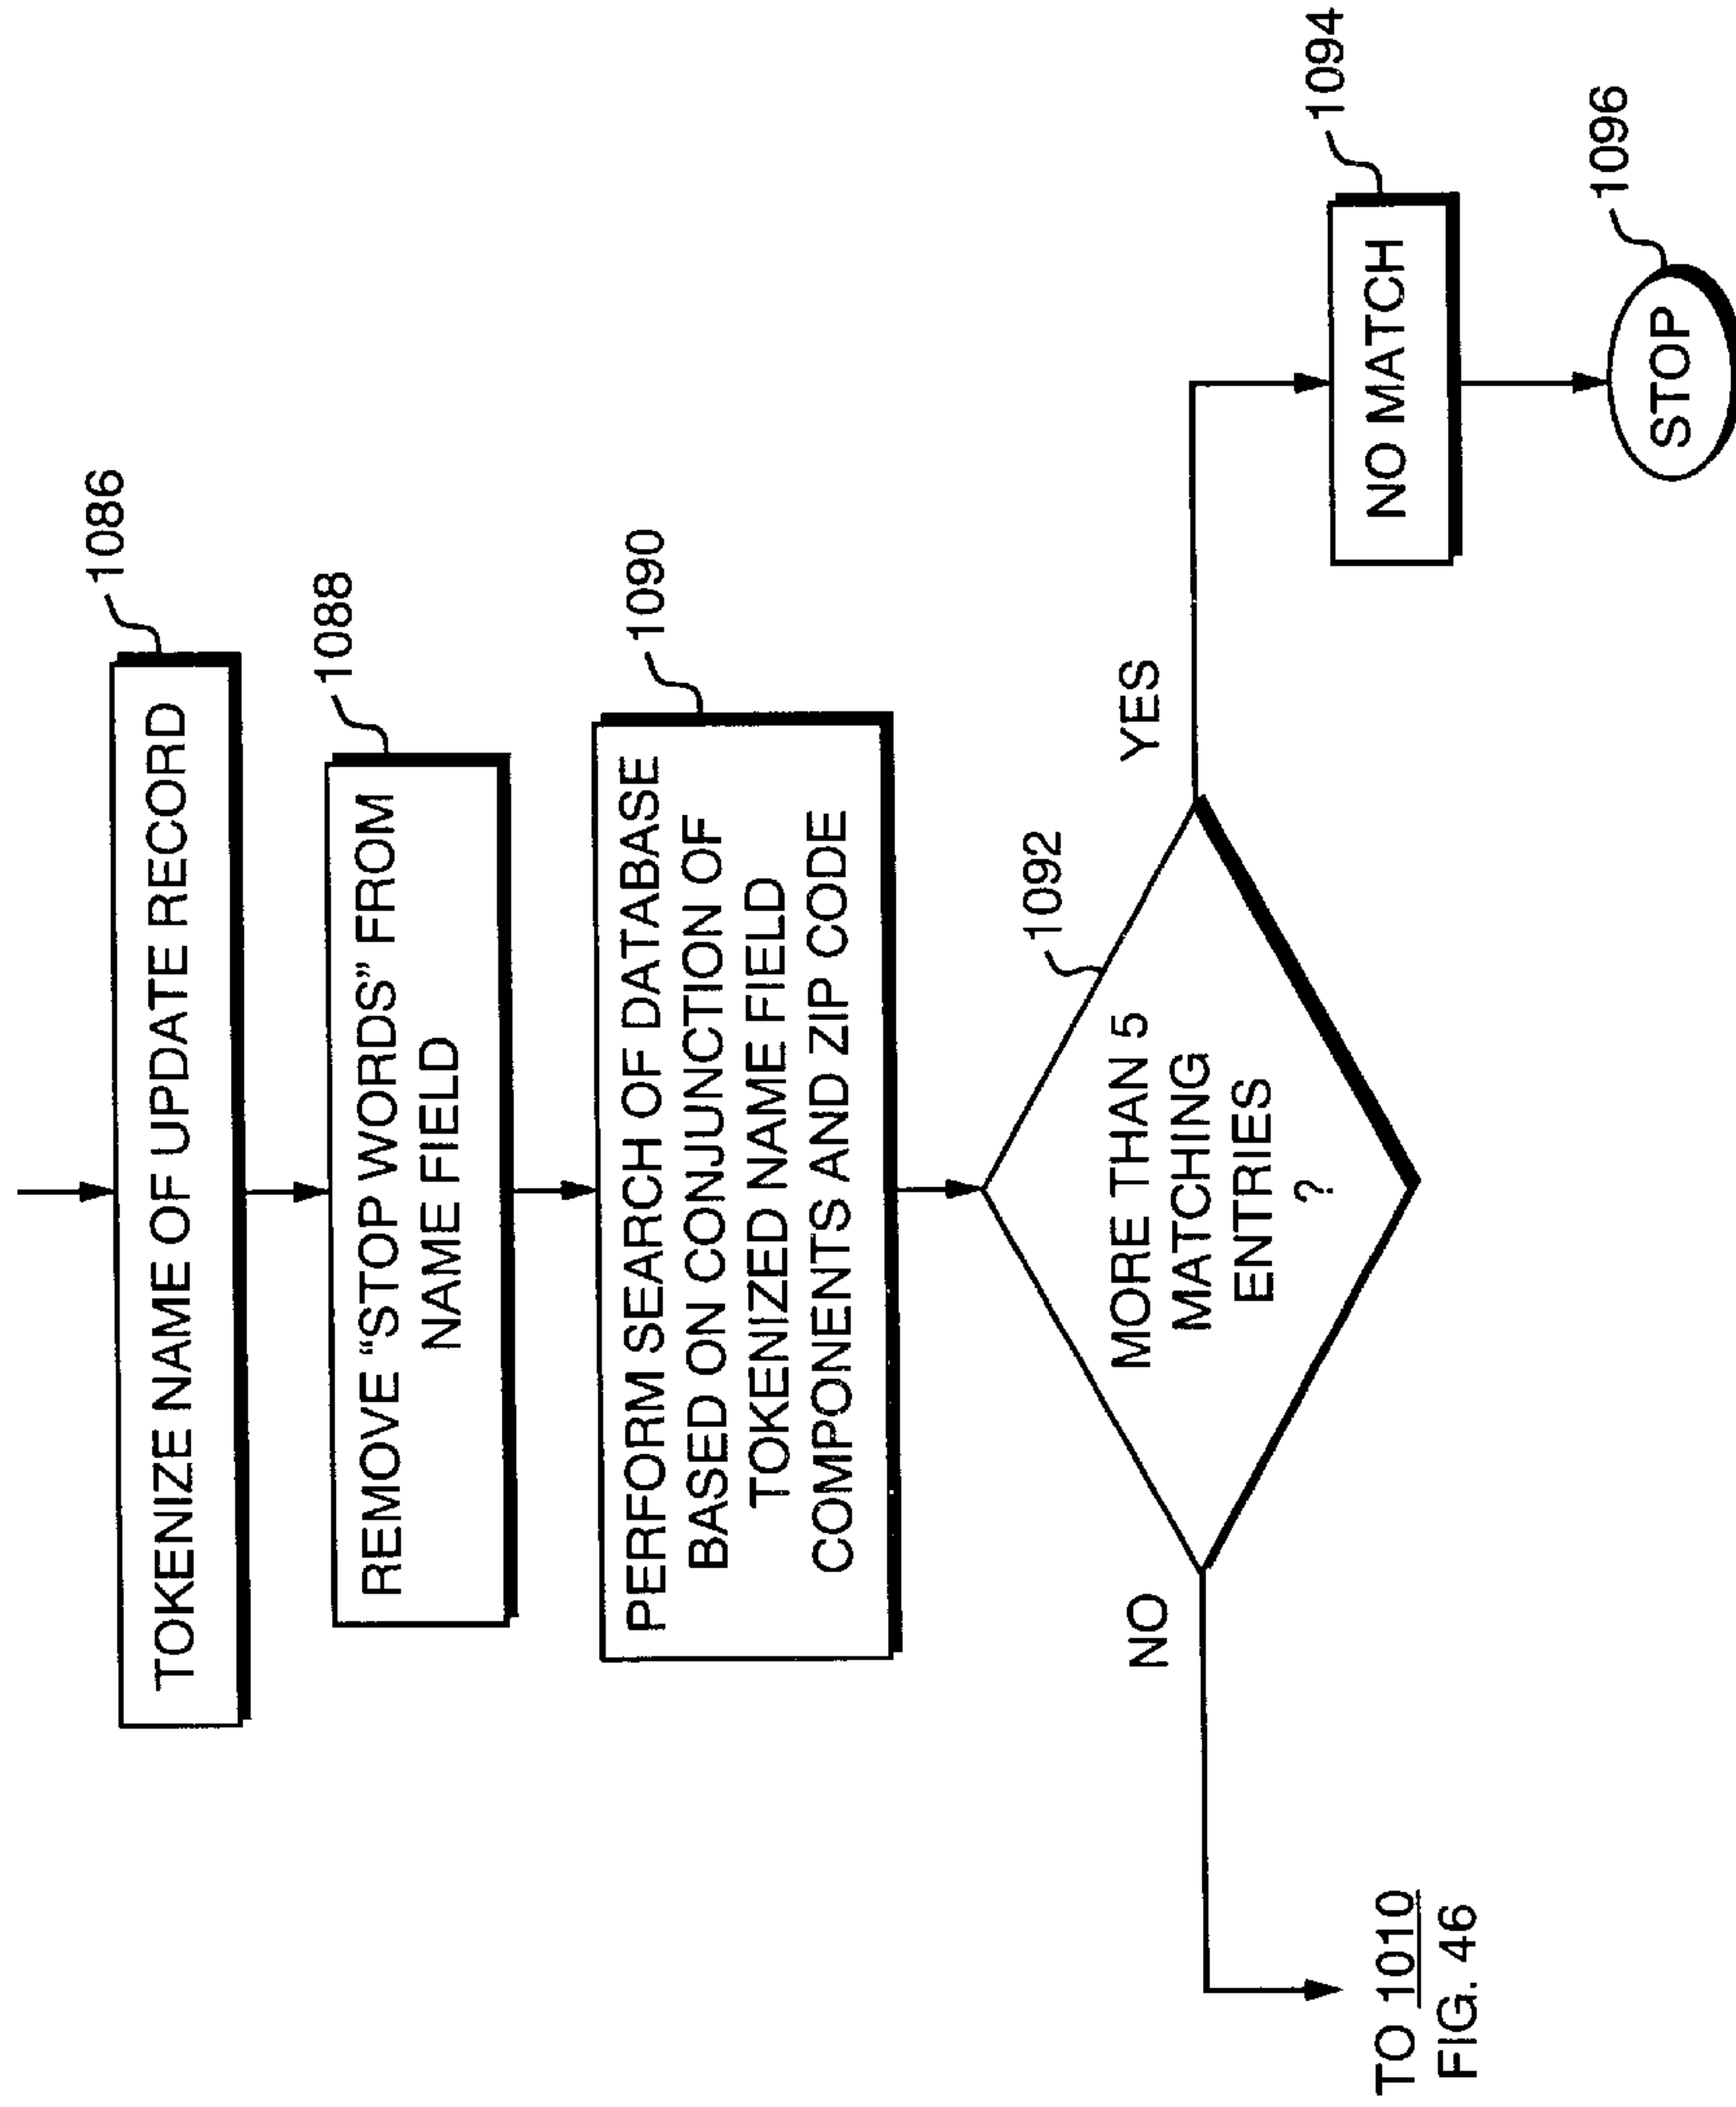 1086
TOKENIZE NAME OF UPDATE RECORD
1088
REMOVE “STOP WORDS” FROM
NAME FIELD
1090
PERFORM SEARCH OF DATABASE
BASED ON CONJUNCTION OF
TOKENIZED NAME FIELD
COMPONENTS AND ZIP CODE
1092
MORE THAN 5
MATCHING
ENTRIES
?
NO
YES
TO 1010
FIG. 46
1094
NO MATCH
1096
STOP